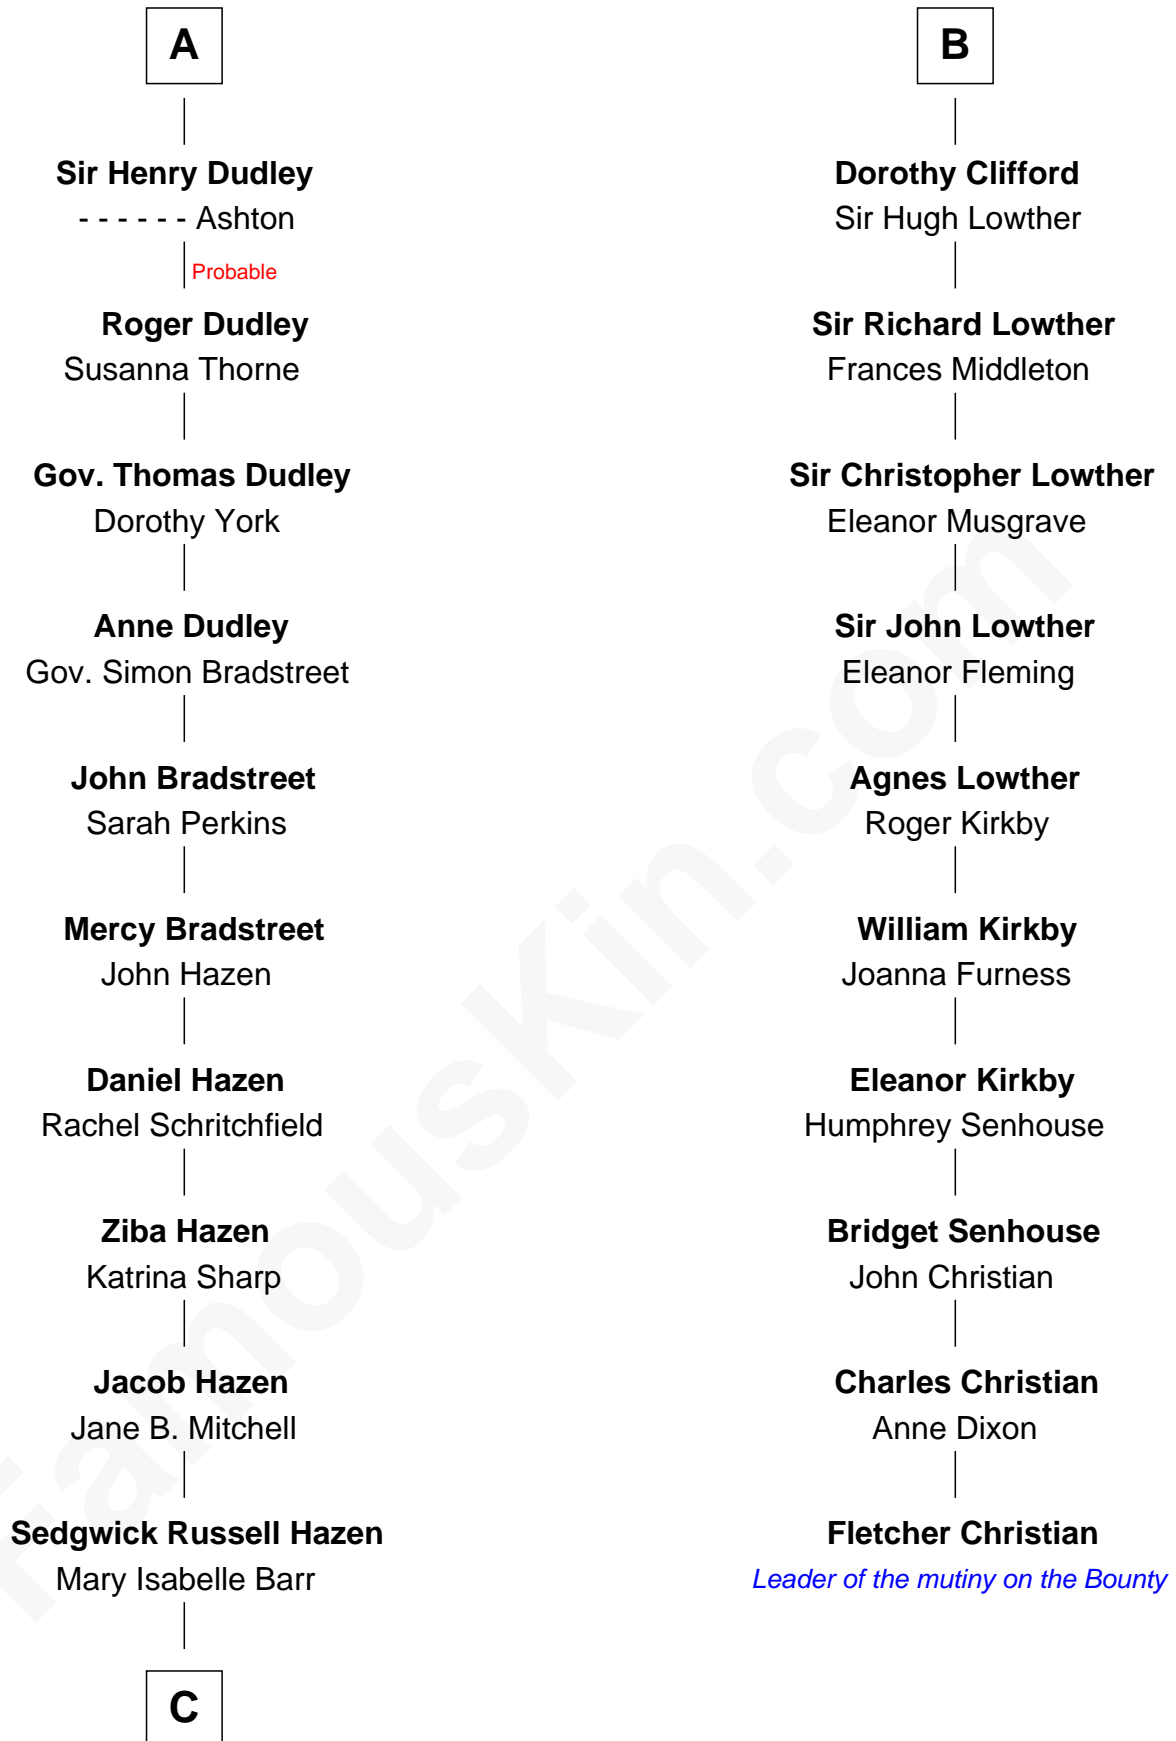 A
Sir Henry Dudley
- - - - - - Ashton
Probable
Roger Dudley
Susanna Thorne
Gov. Thomas Dudley
Dorothy York
Anne Dudley
Gov. Simon Bradstreet
John Bradstreet
Sarah Perkins
Mercy Bradstreet
John Hazen
Daniel Hazen
Rachel Schritchfield
Ziba Hazen
Katrina Sharp
Jacob Hazen
Jane B. Mitchell
Sedgwick Russell Hazen
Mary Isabelle Barr
C
B
Dorothy Clifford
Sir Hugh Lowther
Sir Richard Lowther
Frances Middleton
Sir Christopher Lowther
Eleanor Musgrave
Sir John Lowther
Eleanor Fleming
Agnes Lowther
Roger Kirkby
William Kirkby
Joanna Furness
Eleanor Kirkby
Humphrey Senhouse
Bridget Senhouse
John Christian
Charles Christian
Anne Dixon
Fletcher Christian
Leader of the mutiny on the Bounty
FamousKin.com